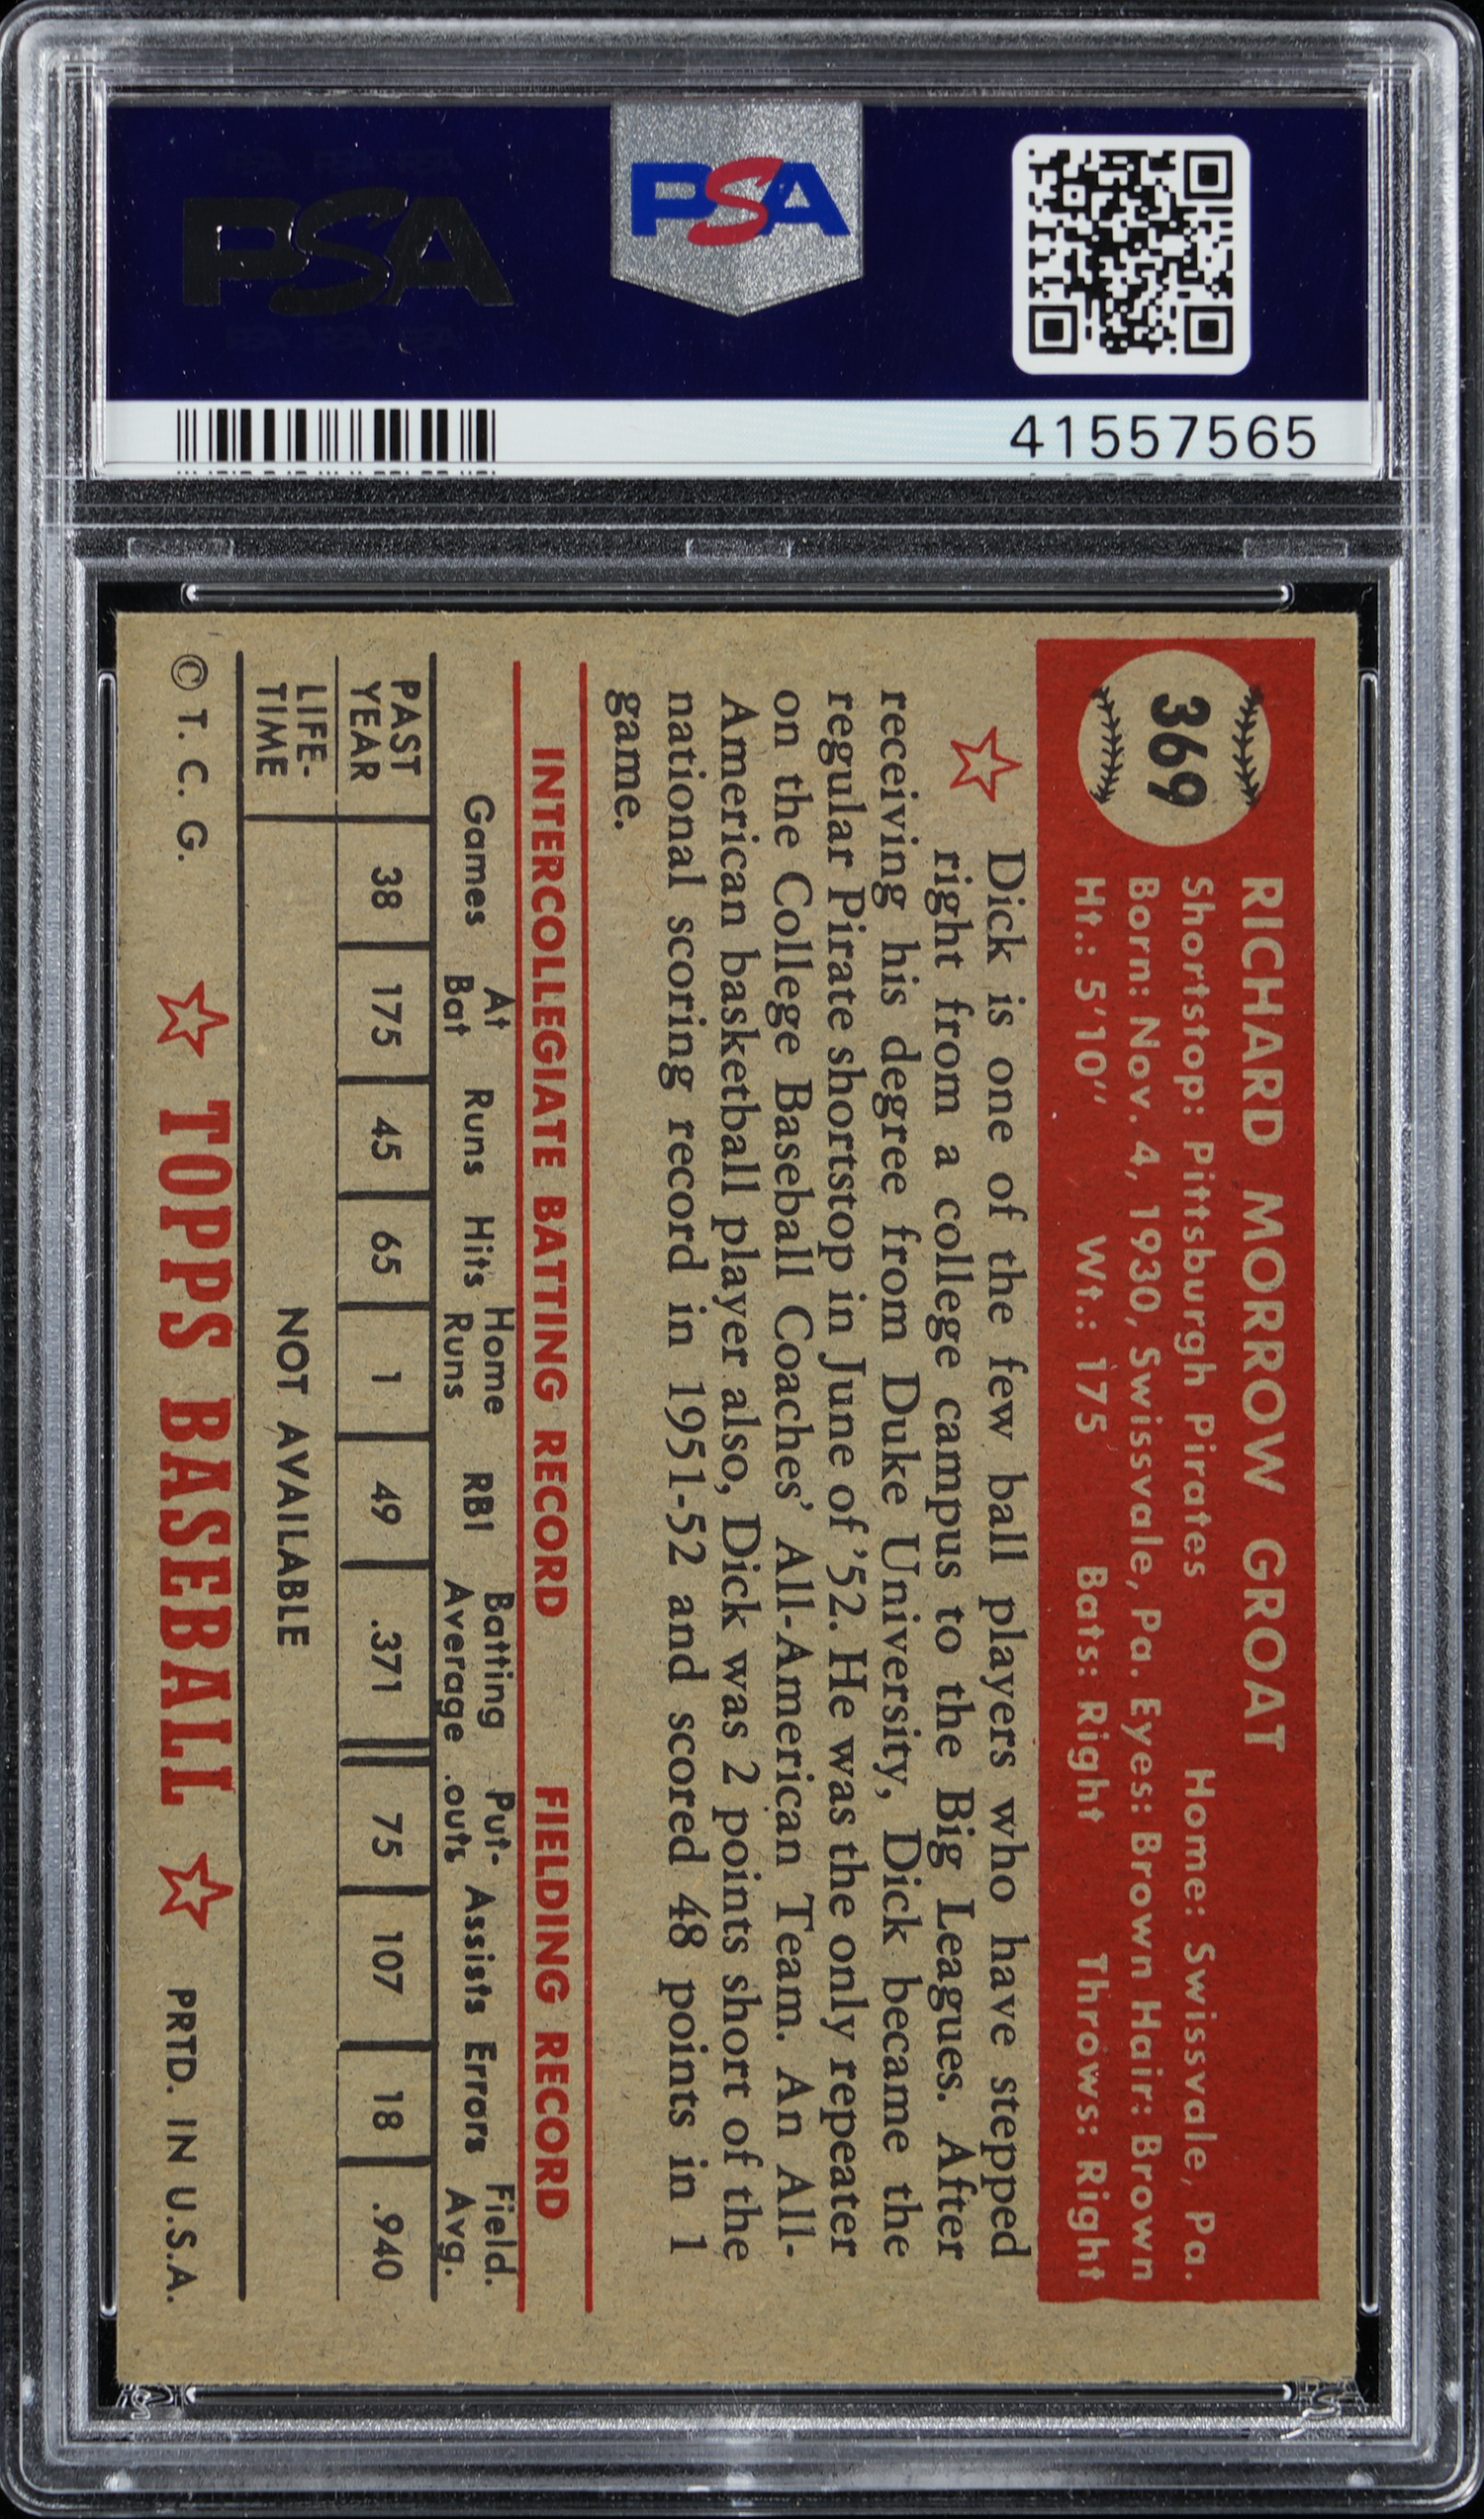 PSA
PSA
41557565
369
RICHARD MORROW GROAT
Shortstop: Pittsburgh Pirates Home: Swissvale, Pa.
Born: Nov. 4, 1930, Swissvale, Pa. Eyes: Brown Hair: Brown
Ht.: 5'10" Wt.: 175 Bats: Right Throws: Right
Dick is one of the few ball players who have stepped
right from a college campus to the Big Leagues. After
receiving his degree from Duke University, Dick became the
regular Pirate shortstop in June of '52. He was the only repeater
on the College Baseball Coaches' All-American Team. An All-
American basketball player also, Dick was 2 points short of the
national scoring record in 1951-52 and scored 48 points in 1
game.
INTERCOLLEGIATE BATTING RECORD FIELDING RECORD
Games At Bat Runs Hits Home Runs RBI Batting Average Put-outs Assists Errors Field. Avg.
PAST YEAR 38 175 45 65 1 49 .371 75 107 18 .940
LIFE-TIME NOT AVAILABLE
© T. C. G. TOPPS BASEBALL PRTD. IN U.S.A.